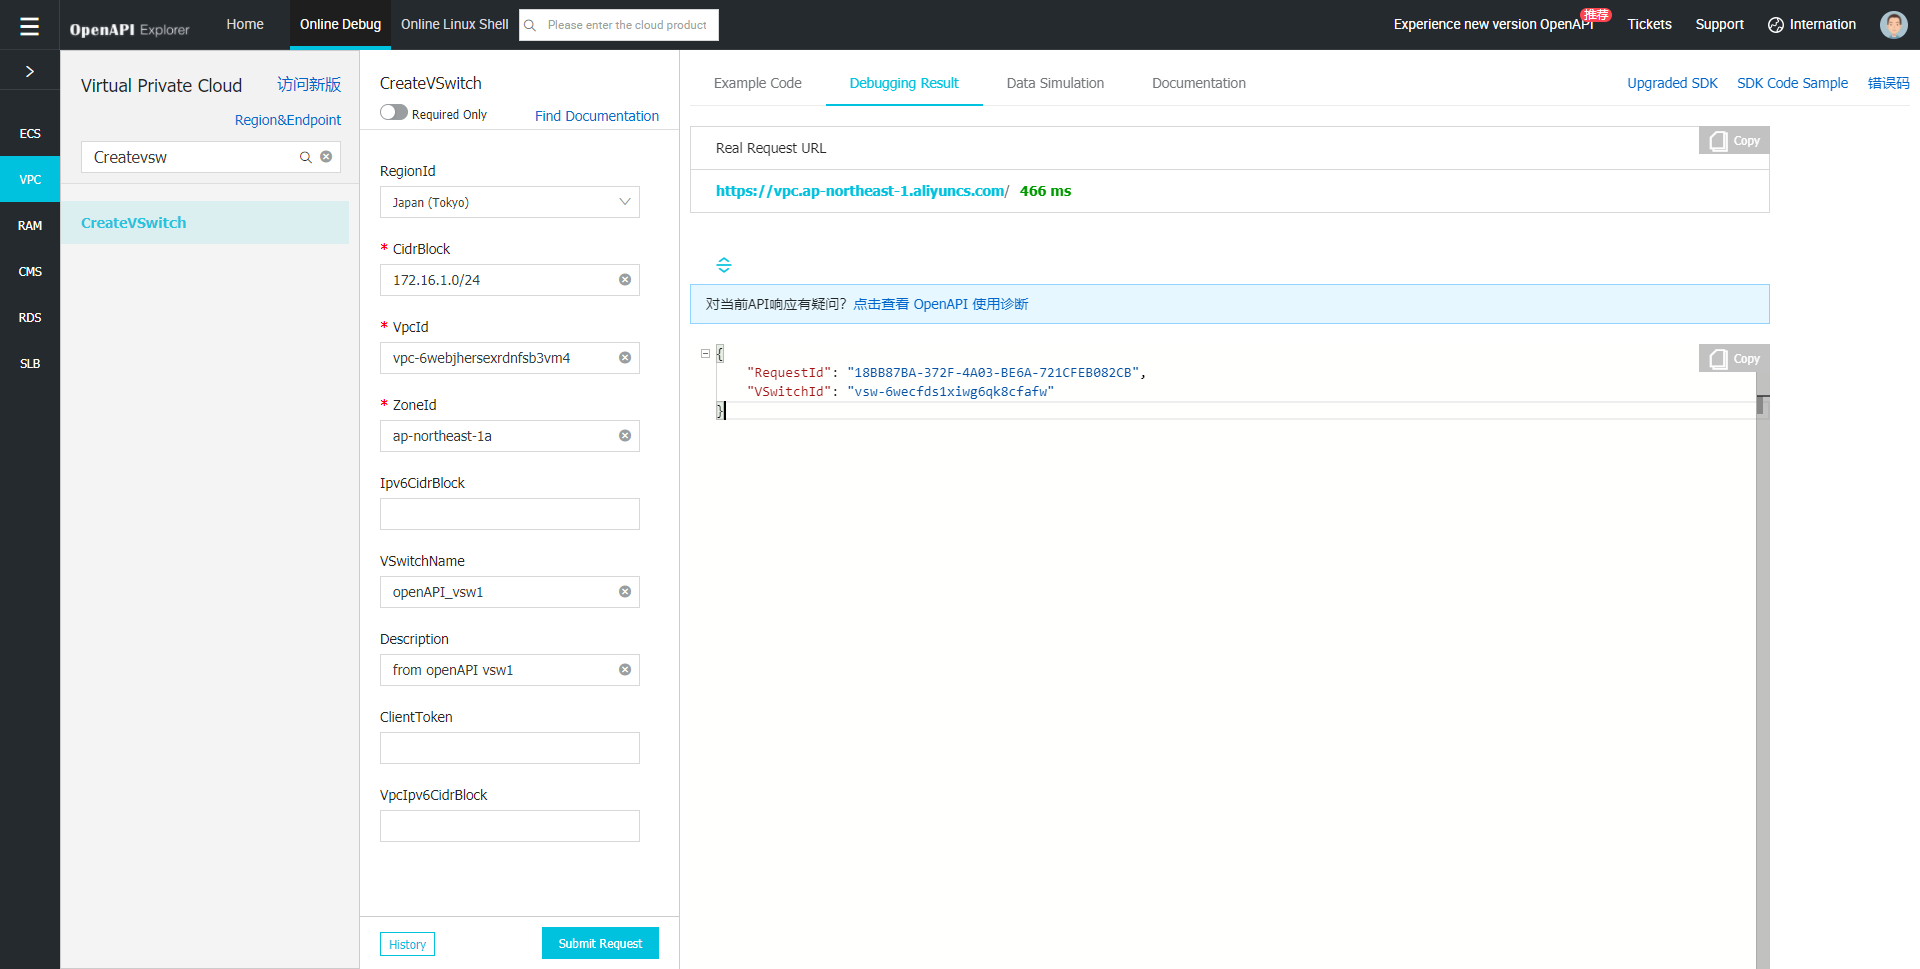 OpenAPI Explorer
Home
Online Debug
Online Linux Shell
Please enter the cloud product
Experience new version OpenAPI
推荐
Tickets
Support
Internation
ECS
VPC
RAM
CMS
RDS
SLB
Virtual Private Cloud
访问新版
Region&Endpoint
Createvsw
CreateVSwitch
CreateVSwitch
Required Only
Find Documentation
RegionId
Japan (Tokyo)
* CidrBlock
172.16.1.0/24
* VpcId
vpc-6webjhersexrdnfsb3vm4
* ZoneId
ap-northeast-1a
Ipv6CidrBlock
VSwitchName
openAPI_vsw1
Description
from openAPI vsw1
ClientToken
VpcIpv6CidrBlock
History
Submit Request
Example Code
Debugging Result
Data Simulation
Documentation
Upgraded SDK
SDK Code Sample
错误码
Real Request URL
Copy
https://vpc.ap-northeast-1.aliyuncs.com/ 466 ms
对当前API响应有疑问? 点击查看 OpenAPI 使用诊断
Copy
{
"RequestId": "18BB87BA-372F-4A03-BE6A-721CFEB082CB",
"VSwitchId": "vsw-6wecfds1xiwg6qk8cfafw"
}